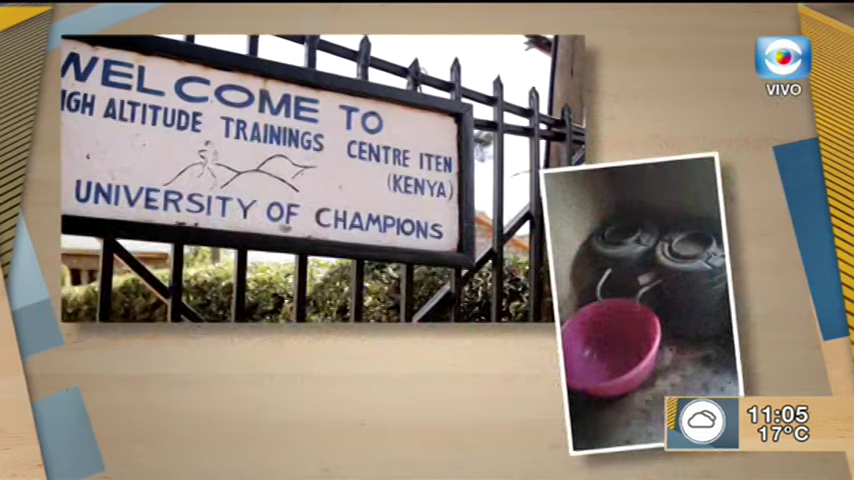 WELCOME TO
IGH ALTITUDE TRAININGS CENTRE ITEN
(KENYA)
UNIVERSITY OF CHAMPIONS
VIVO
11:05
17°C